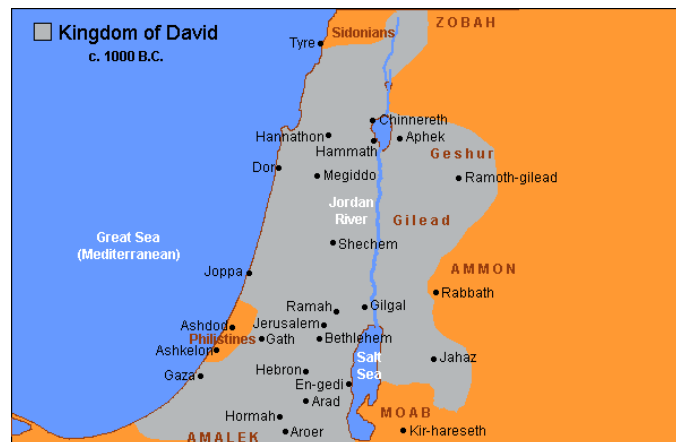 Kingdom of David
c. 1000 B.C.
ZOBAH
Sidonians
Tyre
Chinnereth
Hannathon
Aphek
Hammath
Geshur
Dor
Megiddo
Ramoth-gilead
Jordan
River
Gilead
Great Sea
(Mediterranean)
Shechem
Joppa
AMMON
Rabbath
Ramah
Gilgal
Ashdod
Jerusalem
Philistines
Gath
Bethlehem
Ashkelon
Salt
Sea
Jahaz
Gaza
Hebron
En-gedi
Arad
Hormah
MOAB
Aroer
Kir-hareseth
AMALEK